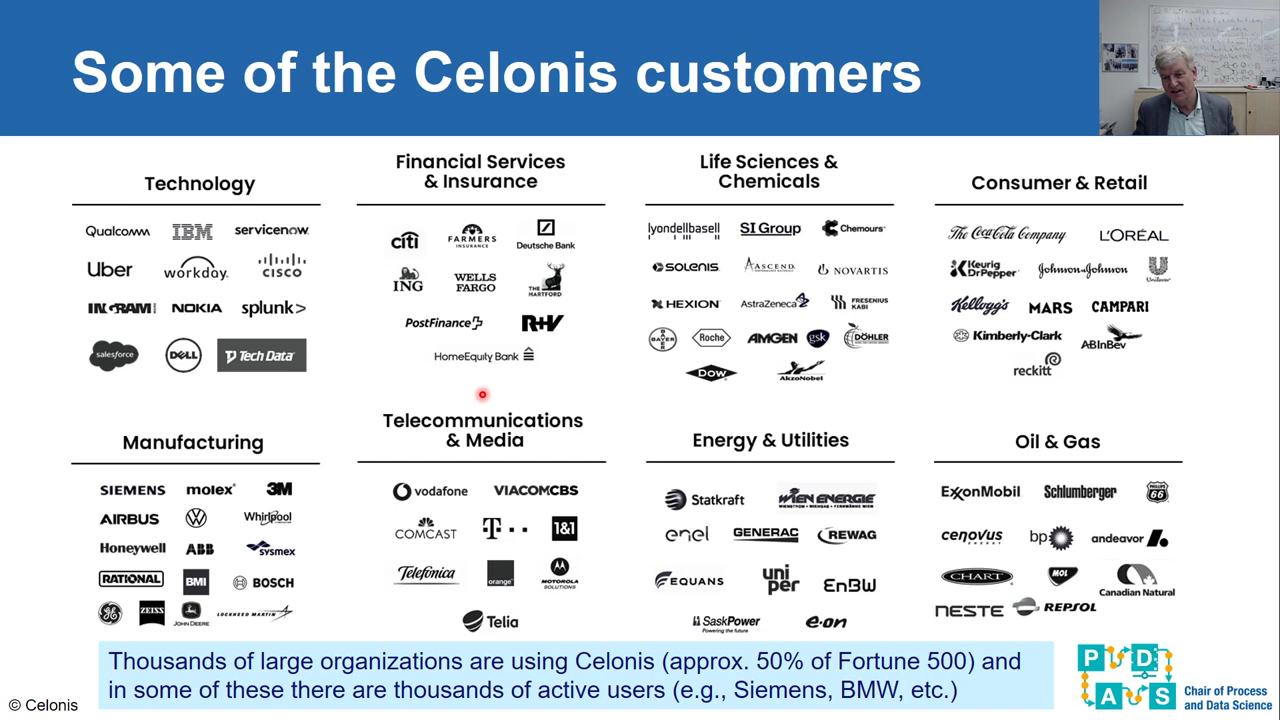 Some of the Celonis customers
Technology
Qualcomm IBM servicenow
Uber workday. CISCO
INGRAM NOKIA splunk>
salesforce DELL Tech Data
Financial Services
& Insurance
citi FARMERS INSURANCE Deutsche Bank
ING WELLS FARGO THE HARTFORD
PostFinance R+V
HomeEquity Bank
Life Sciences &
Chemicals
lyondellbasell SI Group Chemours™
SOLENIS ASCEND NOVARTIS
HEXION AstraZeneca FRESENIUS KABI
BAYER Roche AMGEN gsk DÖHLER
Dow AkzoNobel
Consumer & Retail
The Coca-Cola Company L'ORÉAL
Keurig DrPepper Johnson & Johnson Unilever
Kellogg's MARS CAMPARI
Kimberly-Clark ABInBev
reckitt
Manufacturing
SIEMENS molex 3M
AIRBUS VW Whirlpool
Honeywell ABB sysmex
RATIONAL BMI BOSCH
GE ZEISS JOHN DEERE LOCKHEED MARTIN
Telecommunications
& Media
vodafone VIACOMCBS
COMCAST T 1&1
Telefónica orange MOTOROLA SOLUTIONS
Telia
Energy & Utilities
Statkraft WIEN ENERGIE
enel GENERAC REWAG
EQUANS uniper EnBW
SaskPower Powering the future e·on
Oil & Gas
ExxonMobil Schlumberger PHILLIPS 66
cenovus ENERGY bp andeavor
CHART MOL Canadian Natural
NESTE REPSOL
Thousands of large organizations are using Celonis (approx. 50% of Fortune 500) and
in some of these there are thousands of active users (e.g., Siemens, BMW, etc.)
© Celonis
P D
A S
Chair of Process
and Data Science